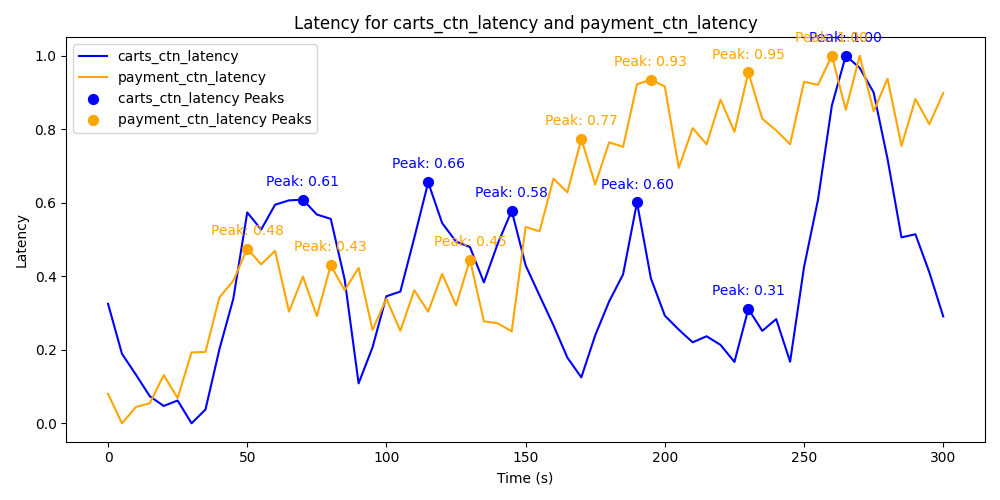 Latency for carts_ctn_latency and payment_ctn_latency
carts_ctn_latency
payment_ctn_latency
carts_ctn_latency Peaks
payment_ctn_latency Peaks
Peak: 1.00
Peak: 1.00
Peak: 0.95
Peak: 0.93
Peak: 0.77
Peak: 0.66
Peak: 0.61
Peak: 0.60
Peak: 0.58
Peak: 0.48
Peak: 0.45
Peak: 0.43
Peak: 0.31
1.0
0.8
0.6
0.4
0.2
0.0
Latency
0
50
100
150
200
250
300
Time (s)